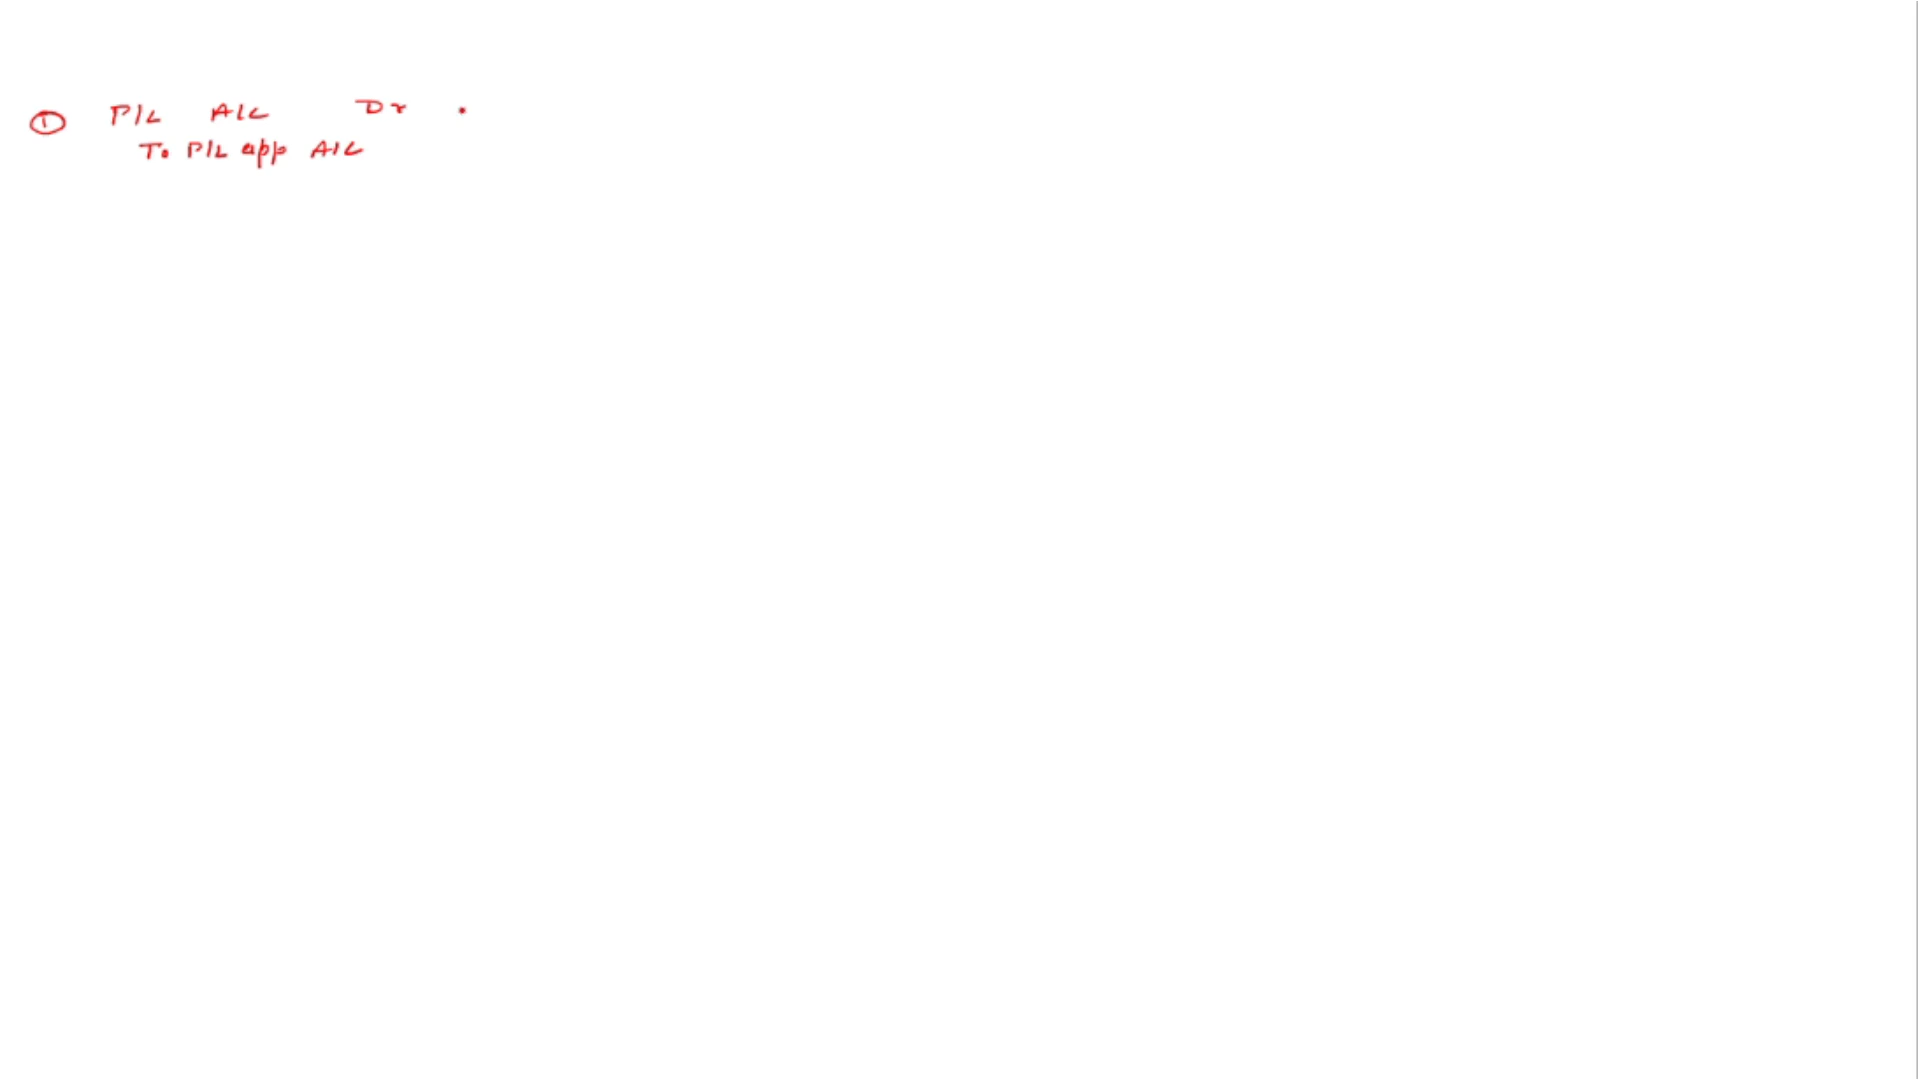 ① P/L A/C Dr .
To P/L app A/C